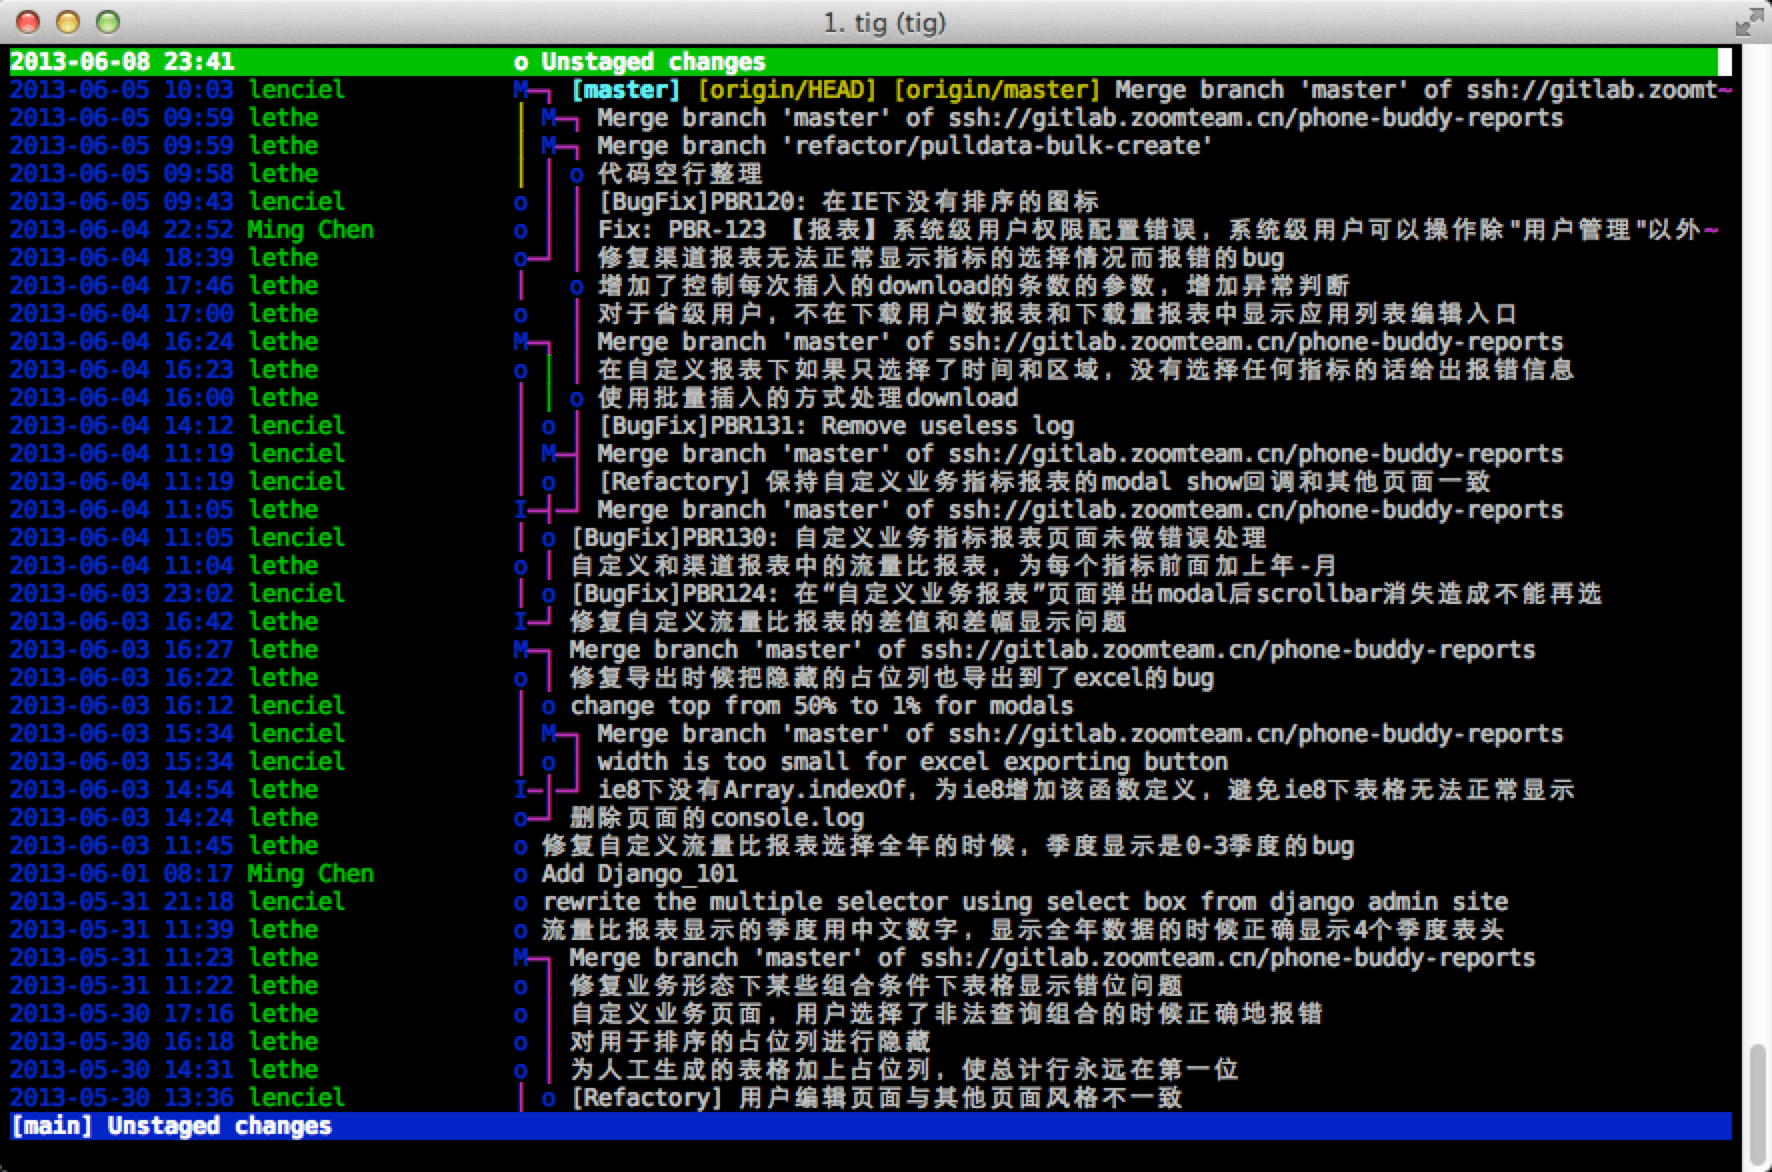 1. tig (tig)
2013-06-08 23:41 o Unstaged changes
2013-06-05 10:03 lenciel M [master] [origin/HEAD] [origin/master] Merge branch 'master' of ssh://gitlab.zoomt~
2013-06-05 09:59 lethe M Merge branch 'master' of ssh://gitlab.zoomteam.cn/phone-buddy-reports
2013-06-05 09:59 lethe M Merge branch 'refactor/pulldata-bulk-create'
2013-06-05 09:58 lethe o 代码空行整理
2013-06-05 09:43 lenciel o [BugFix]PBR120: 在IE下没有排序的图标
2013-06-04 22:52 Ming Chen o Fix: PBR-123 【报表】系统级用户权限配置错误，系统级用户可以操作除"用户管理"以外~
2013-06-04 18:39 lethe o 修复渠道报表无法正常显示指标的选择情况而报错的bug
2013-06-04 17:46 lethe o 增加了控制每次插入的download的条数的参数，增加异常判断
2013-06-04 17:00 lethe o 对于省级用户，不在下载用户数报表和下载量报表中显示应用列表编辑入口
2013-06-04 16:24 lethe M Merge branch 'master' of ssh://gitlab.zoomteam.cn/phone-buddy-reports
2013-06-04 16:23 lethe o 在自定义报表下如果只选择了时间和区域，没有选择任何指标的话给出报错信息
2013-06-04 16:00 lethe o 使用批量插入的方式处理download
2013-06-04 14:12 lenciel o [BugFix]PBR131: Remove useless log
2013-06-04 11:19 lenciel M Merge branch 'master' of ssh://gitlab.zoomteam.cn/phone-buddy-reports
2013-06-04 11:19 lenciel o [Refactory] 保持自定义业务指标报表的modal show回调和其他页面一致
2013-06-04 11:05 lethe I Merge branch 'master' of ssh://gitlab.zoomteam.cn/phone-buddy-reports
2013-06-04 11:05 lenciel o [BugFix]PBR130: 自定义业务指标报表页面未做错误处理
2013-06-04 11:04 lethe o 自定义和渠道报表中的流量比报表，为每个指标前面加上年-月
2013-06-03 23:02 lenciel o [BugFix]PBR124: 在“自定义业务报表”页面弹出modal后scrollbar消失造成不能再选
2013-06-03 16:42 lethe I 修复自定义流量比报表的差值和差幅显示问题
2013-06-03 16:27 lethe M Merge branch 'master' of ssh://gitlab.zoomteam.cn/phone-buddy-reports
2013-06-03 16:22 lethe o 修复导出时候把隐藏的占位列也导出到了excel的bug
2013-06-03 16:12 lenciel o change top from 50% to 1% for modals
2013-06-03 15:34 lenciel M Merge branch 'master' of ssh://gitlab.zoomteam.cn/phone-buddy-reports
2013-06-03 15:34 lenciel o width is too small for excel exporting button
2013-06-03 14:54 lethe I ie8下没有Array.indexOf，为ie8增加该函数定义，避免ie8下表格无法正常显示
2013-06-03 14:24 lethe o 删除页面的console.log
2013-06-03 11:45 lethe o 修复自定义流量比报表选择全年的时候，季度显示是0-3季度的bug
2013-06-01 08:17 Ming Chen o Add Django_101
2013-05-31 21:18 lenciel o rewrite the multiple selector using select box from django admin site
2013-05-31 11:39 lethe o 流量比报表显示的季度用中文数字，显示全年数据的时候正确显示4个季度表头
2013-05-31 11:23 lethe M Merge branch 'master' of ssh://gitlab.zoomteam.cn/phone-buddy-reports
2013-05-31 11:22 lethe o 修复业务形态下某些组合条件下表格显示错位问题
2013-05-30 17:16 lethe o 自定义业务页面，用户选择了非法查询组合的时候正确地报错
2013-05-30 16:18 lethe o 对用于排序的占位列进行隐藏
2013-05-30 14:31 lethe o 为人工生成的表格加上占位列，使总计行永远在第一位
2013-05-30 13:36 lenciel o [Refactory] 用户编辑页面与其他页面风格不一致
[main] Unstaged changes